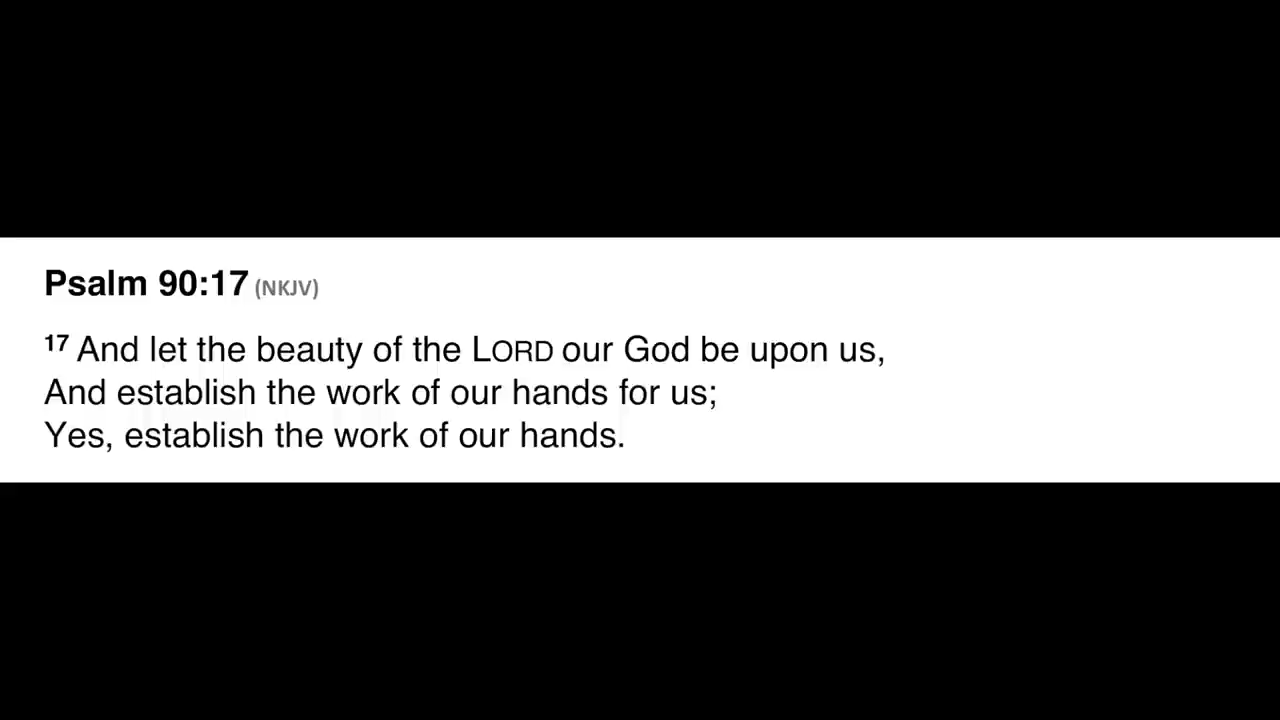 Psalm 90:17 (NKJV)
17 And let the beauty of the LORD our God be upon us,
And establish the work of our hands for us;
Yes, establish the work of our hands.